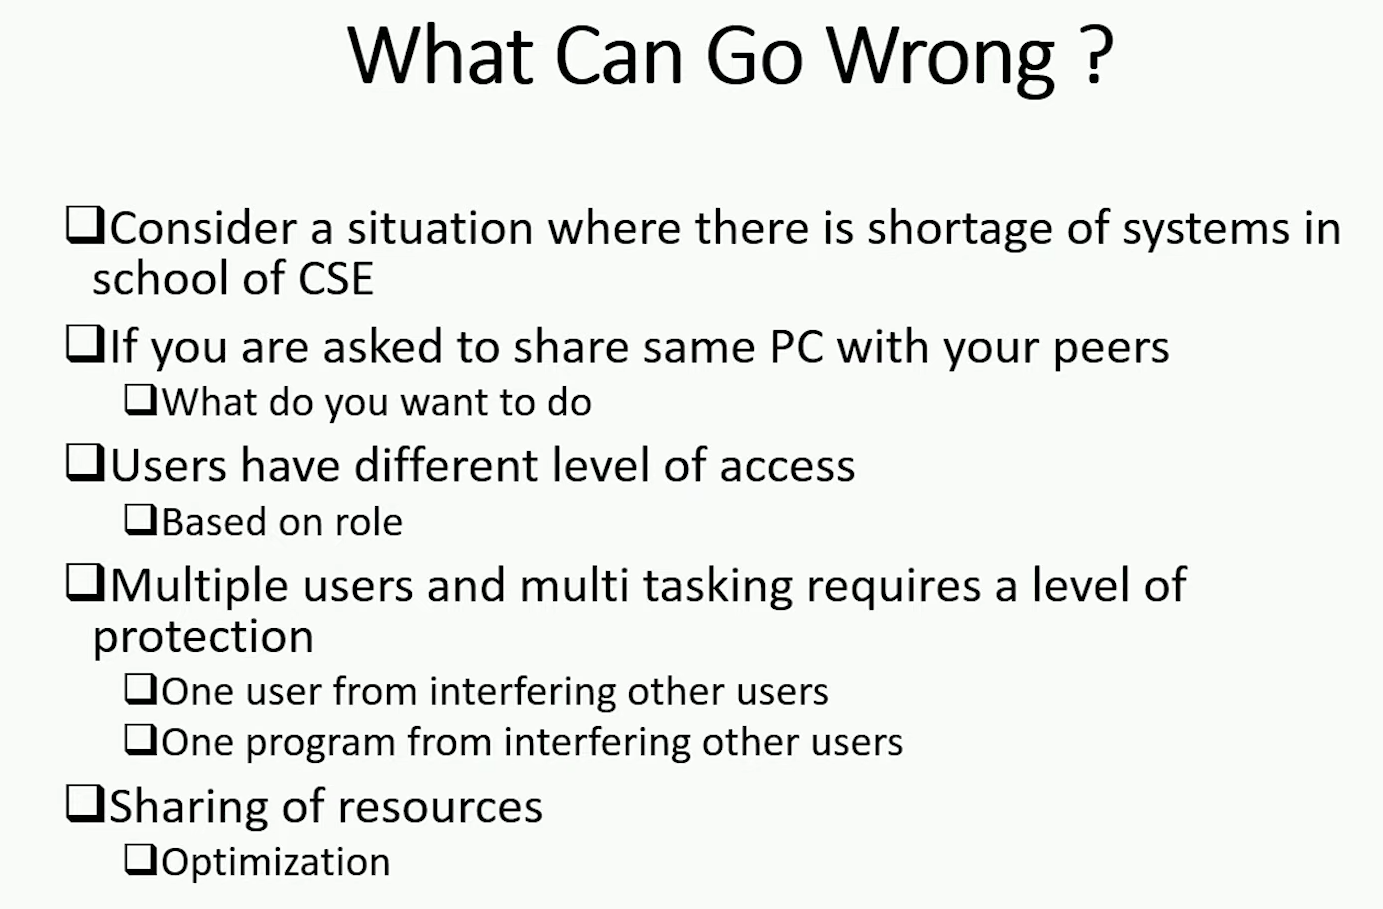 What Can Go Wrong ?
❑Consider a situation where there is shortage of systems in
school of CSE
❑If you are asked to share same PC with your peers
❑What do you want to do
❑Users have different level of access
❑Based on role
❑Multiple users and multi tasking requires a level of
protection
❑One user from interfering other users
❑One program from interfering other users
❑Sharing of resources
❑Optimization